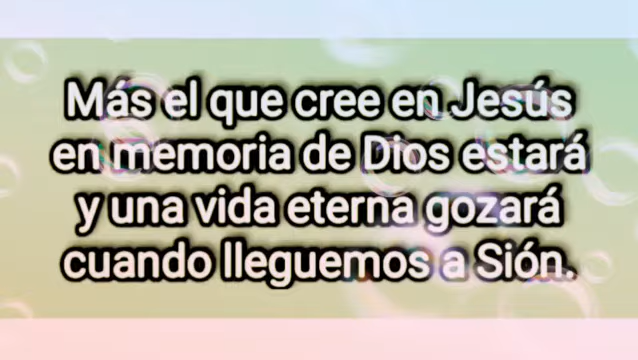 Más el que cree en Jesús
en memoria de Dios estará
y una vida eterna gozará
cuando lleguemos a Sión.